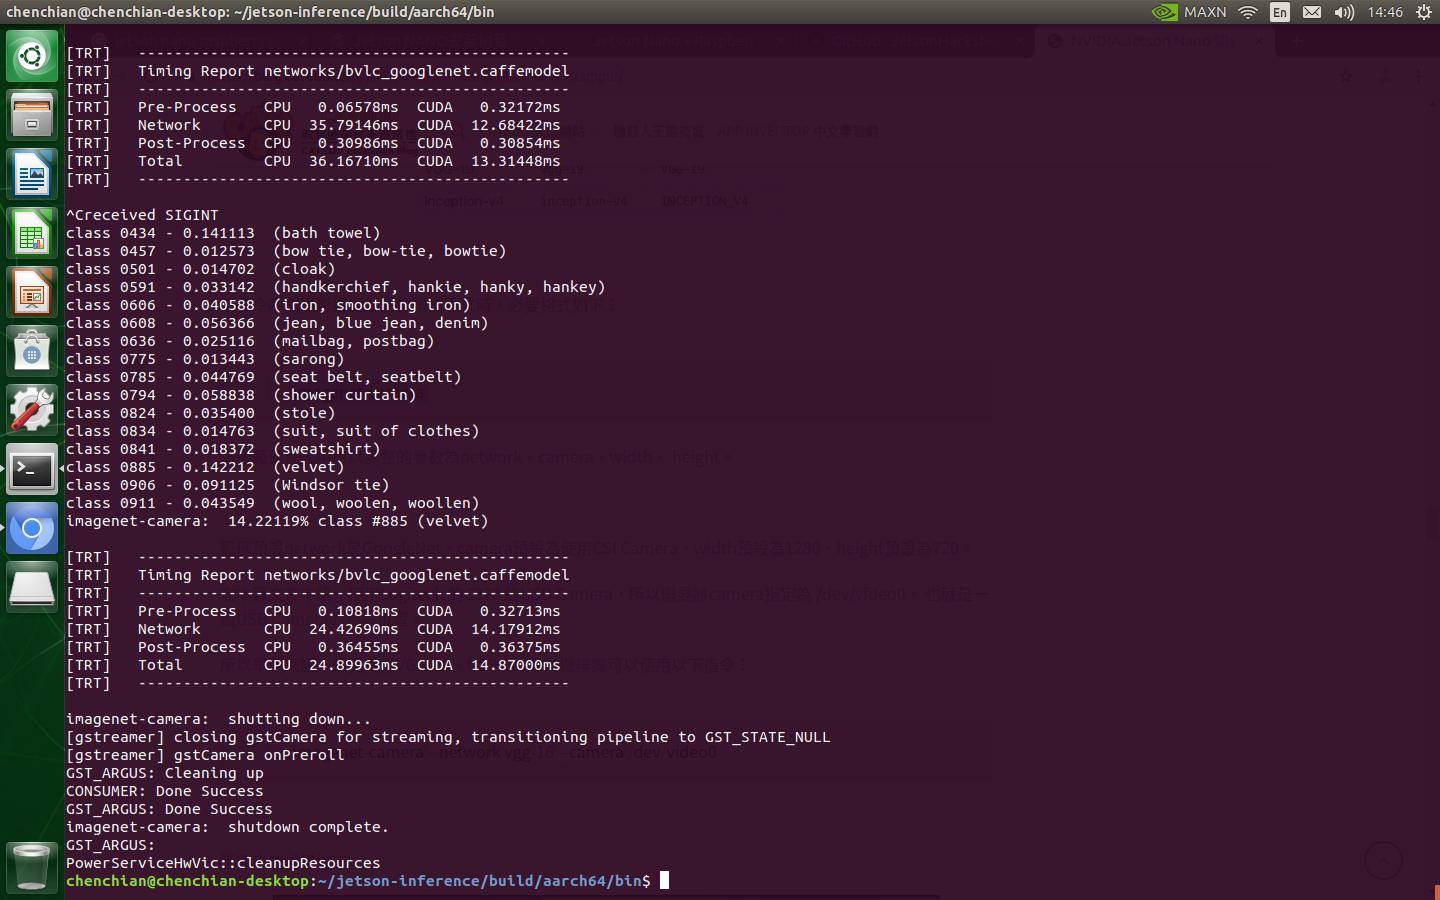 chenchian@chenchian-desktop: ~/jetson-inference/build/aarch64/bin
MAXN En 14:46
[TRT] ------------------------------------------------
[TRT] Timing Report networks/bvlc_googlenet.caffemodel
[TRT] ------------------------------------------------
[TRT] Pre-Process CPU 0.06578ms CUDA 0.32172ms
[TRT] Network CPU 35.79146ms CUDA 12.68422ms
[TRT] Post-Process CPU 0.30986ms CUDA 0.30854ms
[TRT] Total CPU 36.16710ms CUDA 13.31448ms
[TRT] ------------------------------------------------
^Creceived SIGINT
class 0434 - 0.141113 (bath towel)
class 0457 - 0.012573 (bow tie, bow-tie, bowtie)
class 0501 - 0.014702 (cloak)
class 0591 - 0.033142 (handkerchief, hankie, hanky, hankey)
class 0606 - 0.040588 (iron, smoothing iron)
class 0608 - 0.056366 (jean, blue jean, denim)
class 0636 - 0.025116 (mailbag, postbag)
class 0775 - 0.013443 (sarong)
class 0785 - 0.044769 (seat belt, seatbelt)
class 0794 - 0.058838 (shower curtain)
class 0824 - 0.035400 (stole)
class 0834 - 0.014763 (suit, suit of clothes)
class 0841 - 0.018372 (sweatshirt)
class 0885 - 0.142212 (velvet)
class 0906 - 0.091125 (Windsor tie)
class 0911 - 0.043549 (wool, woolen, woollen)
imagenet-camera: 14.22119% class #885 (velvet)
[TRT] ------------------------------------------------
[TRT] Timing Report networks/bvlc_googlenet.caffemodel
[TRT] ------------------------------------------------
[TRT] Pre-Process CPU 0.10818ms CUDA 0.32713ms
[TRT] Network CPU 24.42690ms CUDA 14.17912ms
[TRT] Post-Process CPU 0.36455ms CUDA 0.36375ms
[TRT] Total CPU 24.89963ms CUDA 14.87000ms
[TRT] ------------------------------------------------
imagenet-camera: shutting down...
[gstreamer] closing gstCamera for streaming, transitioning pipeline to GST_STATE_NULL
[gstreamer] gstCamera onPreroll
GST_ARGUS: Cleaning up
CONSUMER: Done Success
GST_ARGUS: Done Success
imagenet-camera: shutdown complete.
GST_ARGUS:
PowerServiceHwVic::cleanupResources
chenchian@chenchian-desktop:~/jetson-inference/build/aarch64/bin$